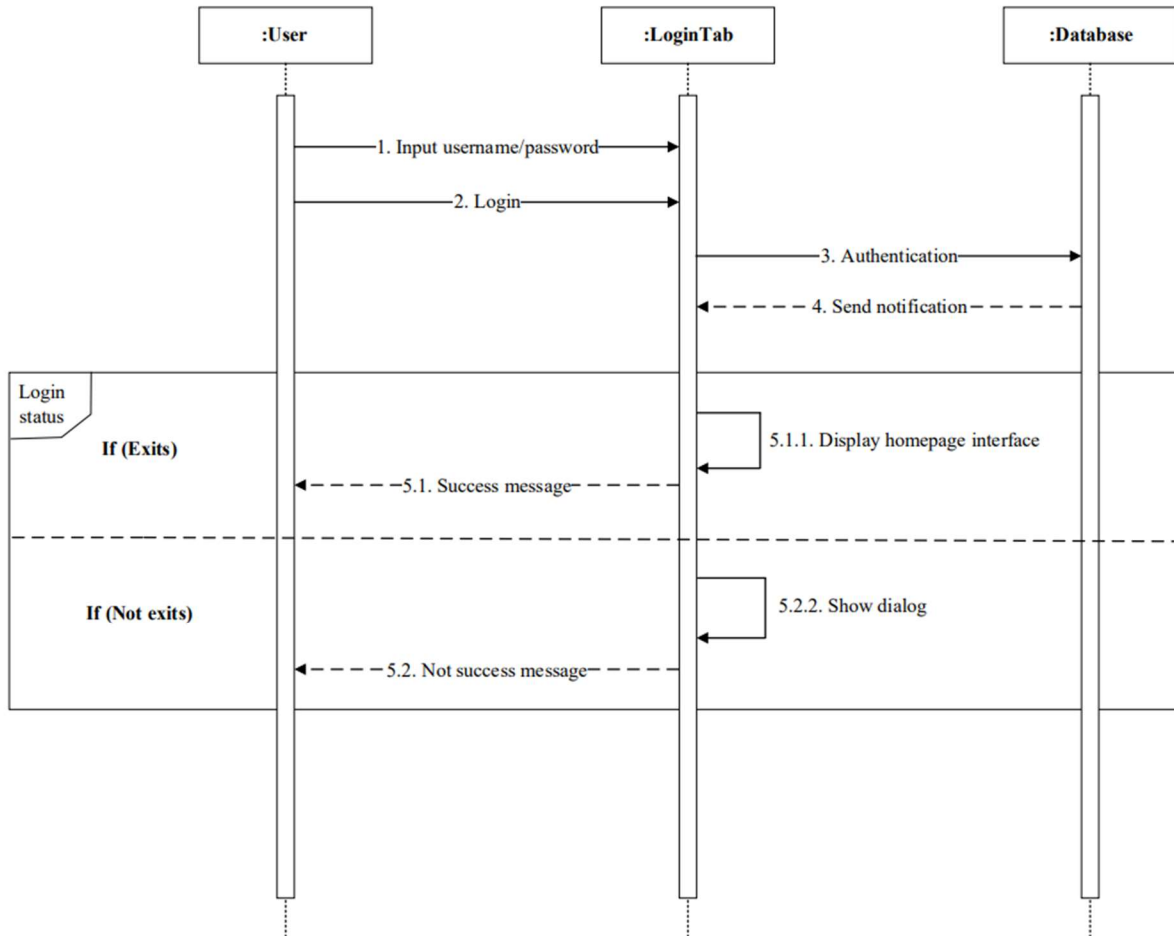 :User
:LoginTab
:Database
1. Input username/password
2. Login
3. Authentication
4. Send notification
Login
status
If (Exits)
5.1.1. Display homepage interface
5.1. Success message
If (Not exits)
5.2.2. Show dialog
5.2. Not success message